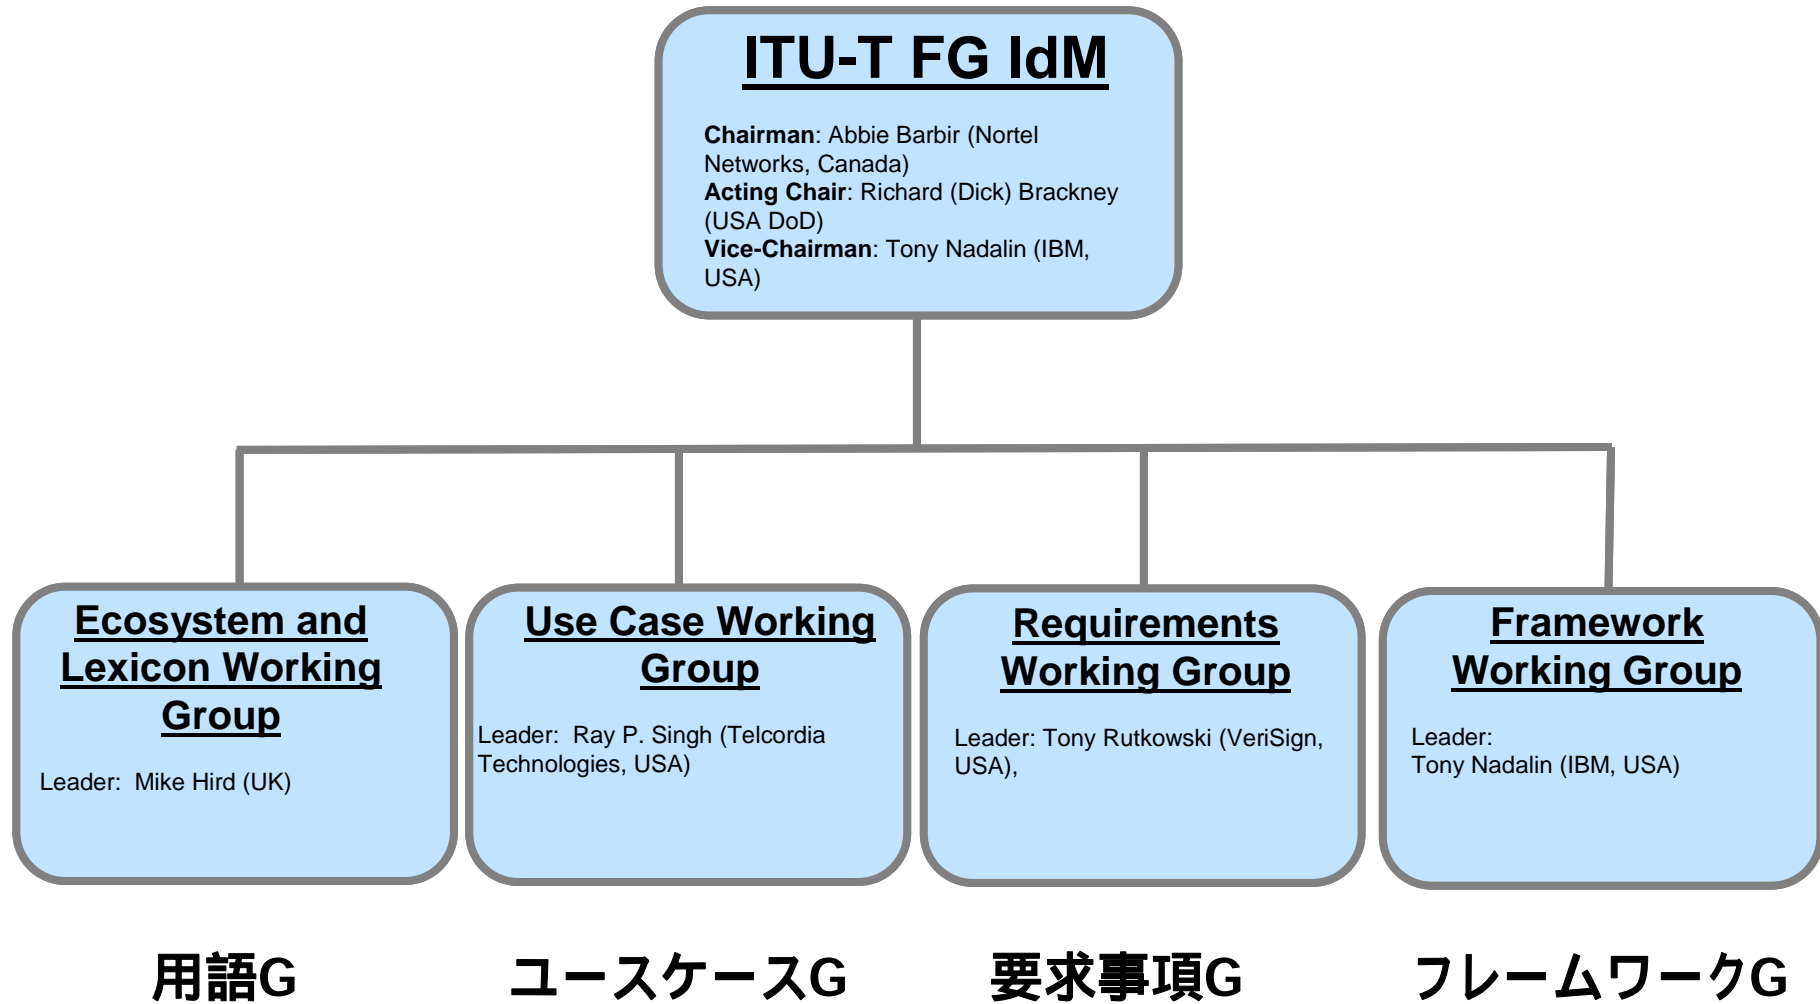 ITU-T FG IdM
Chairman: Abbie Barbir (Nortel
Networks, Canada)
Acting Chair: Richard (Dick) Brackney
(USA DoD)
Vice-Chairman: Tony Nadalin (IBM,
USA)
Ecosystem and
Lexicon Working
Group
Leader: Mike Hird (UK)
Use Case Working
Group
Leader: Ray P. Singh (Telcordia
Technologies, USA)
Requirements
Working Group
Leader: Tony Rutkowski (VeriSign,
USA),
Framework
Working Group
Leader:
Tony Nadalin (IBM, USA)
用語G
ユースケースG
要求事項G
フレームワークG